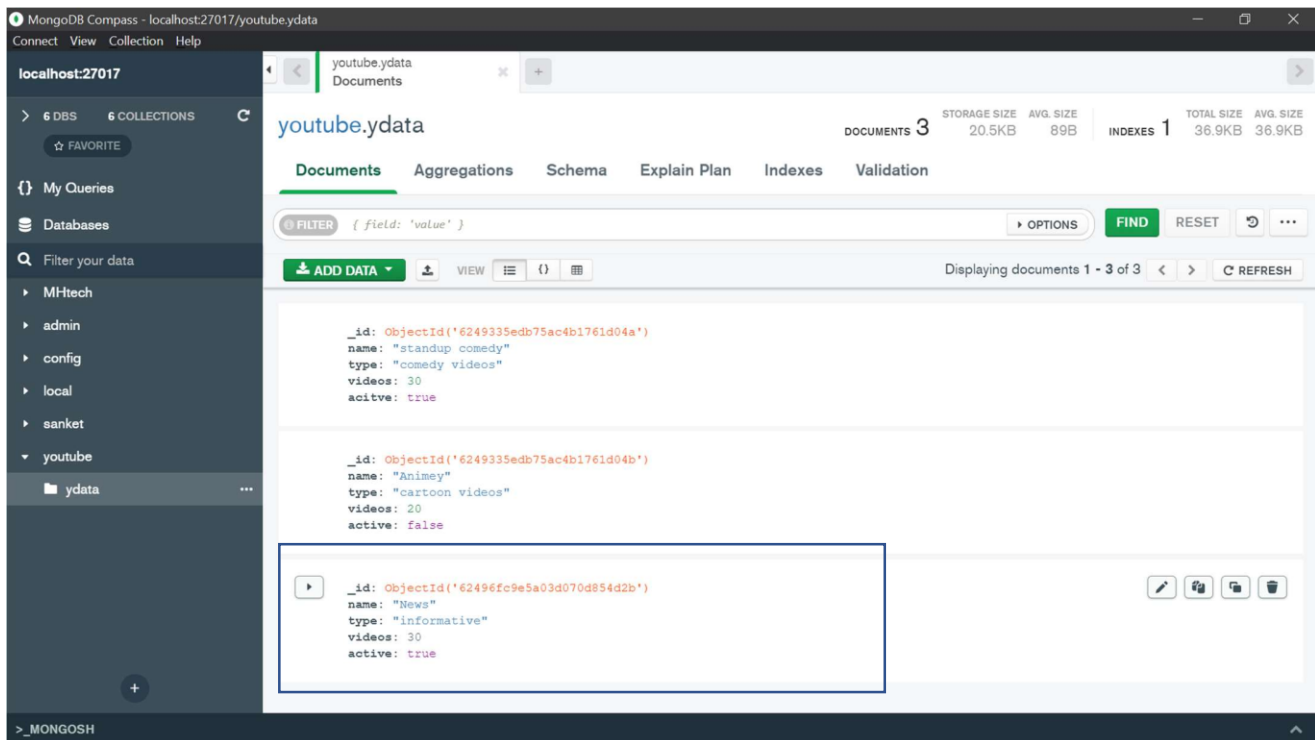 MongoDB Compass - localhost:27017/youtube.ydata
Connect View Collection Help
localhost:27017
6 DBS 6 COLLECTIONS
FAVORITE
{} My Queries
Databases
Filter your data
MHtech
admin
config
local
sanket
youtube
ydata
>_MONGOSH
youtube.ydata
Documents
youtube.ydata
DOCUMENTS 3
STORAGE SIZE AVG. SIZE
20.5KB 89B
INDEXES 1
TOTAL SIZE AVG. SIZE
36.9KB 36.9KB
Documents Aggregations Schema Explain Plan Indexes Validation
FILTER { field: 'value' } OPTIONS FIND RESET
ADD DATA VIEW {} Displaying documents 1 - 3 of 3 REFRESH
_id: ObjectId('6249335edb75ac4b1761d04a')
name: "standup comedy"
type: "comedy videos"
videos: 30
acitve: true
_id: ObjectId('6249335edb75ac4b1761d04b')
name: "Animey"
type: "cartoon videos"
videos: 20
active: false
_id: ObjectId('62496fc9e5a03d070d854d2b')
name: "News"
type: "informative"
videos: 30
active: true